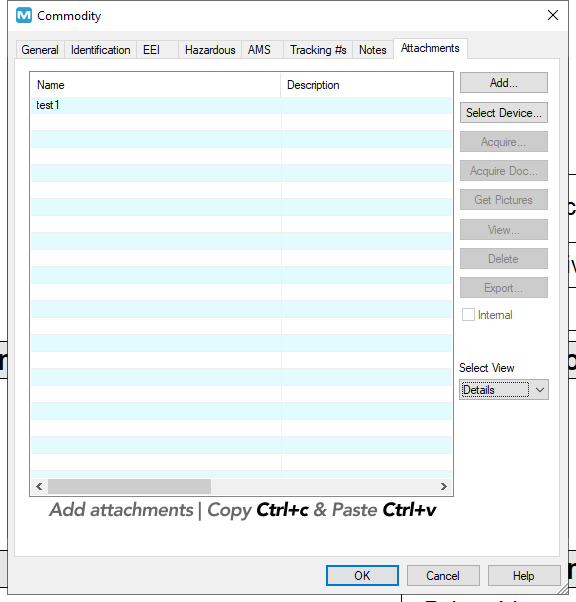 Commodity
General Identification EEI Hazardous AMS Tracking #s Notes Attachments
Name Description
test1
Add...
Select Device...
Acquire...
Acquire Doc...
Get Pictures
View...
Delete
Export...
Internal
Select View
Details
Add attachments | Copy Ctrl+c & Paste Ctrl+v
OK Cancel Help